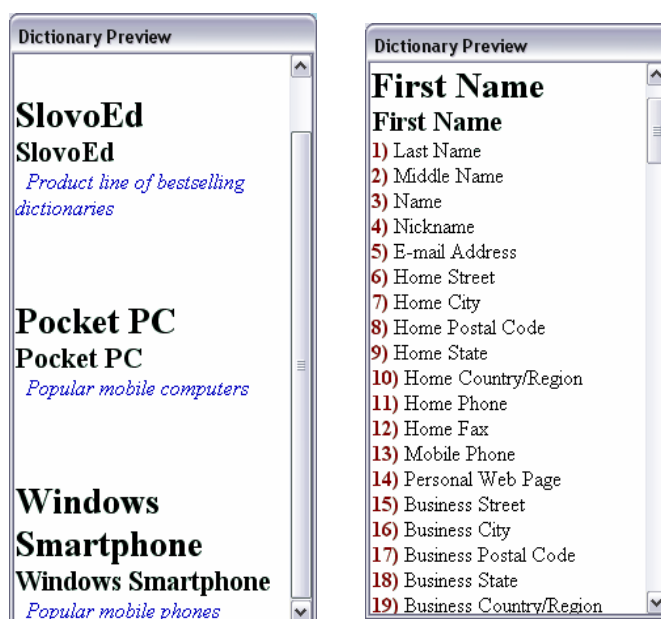 Dictionary Preview
SlovoEd
SlovoEd
Product line of bestselling
dictionaries
Pocket PC
Pocket PC
Popular mobile computers
Windows
Smartphone
Windows Smartphone
Popular mobile phones
Dictionary Preview
First Name
First Name
1) Last Name
2) Middle Name
3) Name
4) Nickname
5) E-mail Address
6) Home Street
7) Home City
8) Home Postal Code
9) Home State
10) Home Country/Region
11) Home Phone
12) Home Fax
13) Mobile Phone
14) Personal Web Page
15) Business Street
16) Business City
17) Business Postal Code
18) Business State
19) Business Country/Region